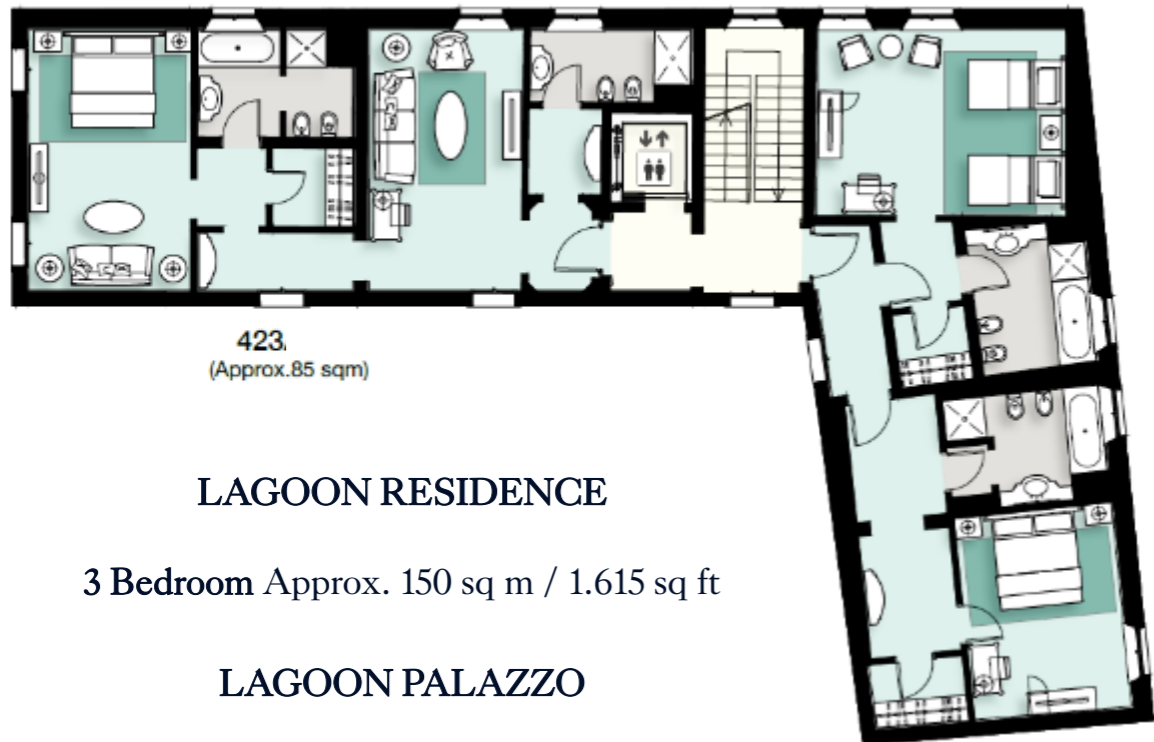 423.
(Approx.85 sqm)
LAGOON RESIDENCE
3 Bedroom Approx. 150 sq m / 1.615 sq ft
LAGOON PALAZZO